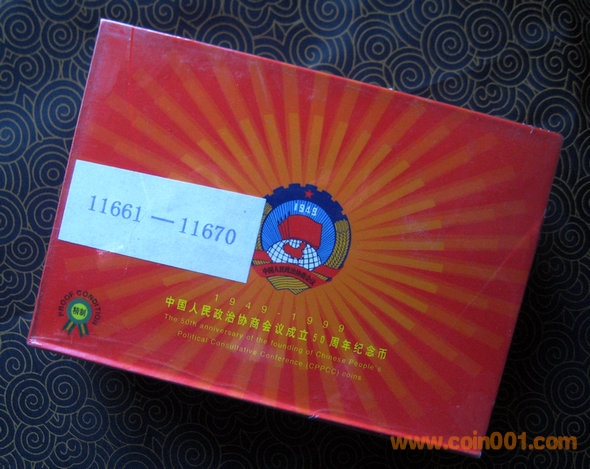 11661 — 11670
1949
中国人民政治协商会议
PROOF CONDITION
精制
1949-1999
中国人民政治协商会议成立50周年纪念币
The 50th anniversary of the founding of Chinese People's
Political Consultative Conference (CPPCC) coins
www.coin001.com